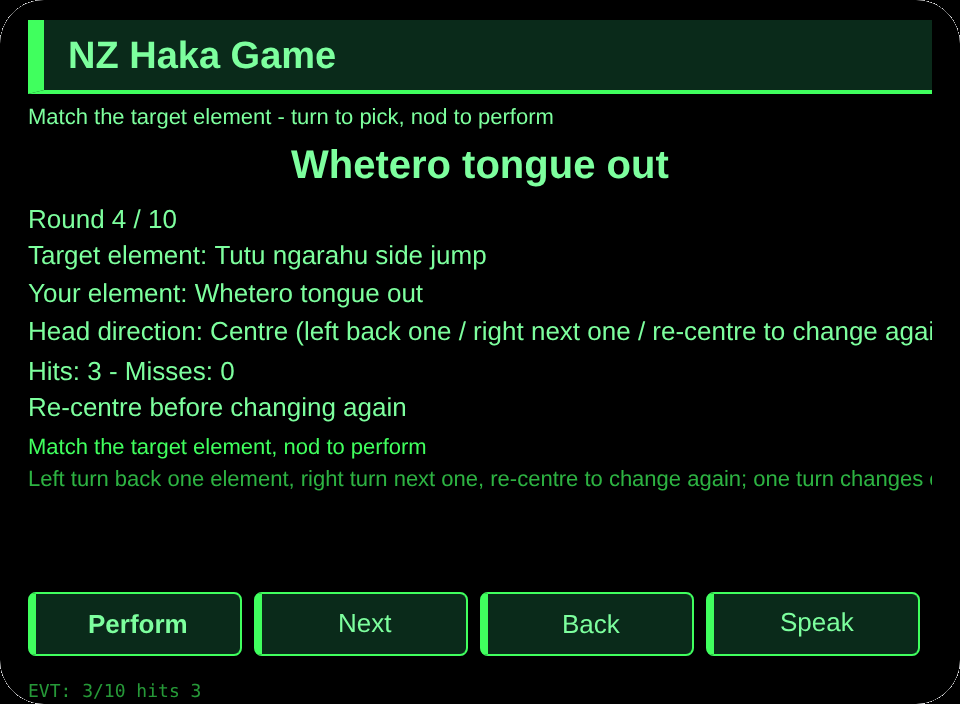 NZ Haka Game
Match the target element - turn to pick, nod to perform
Whetero tongue out
Round 4 / 10
Target element: Tutu ngarahu side jump
Your element: Whetero tongue out
Head direction: Centre (left back one / right next one / re-centre to change agai
Hits: 3 - Misses: 0
Re-centre before changing again
Match the target element, nod to perform
Left turn back one element, right turn next one, re-centre to change again; one turn changes
Perform
Next
Back
Speak
EVT: 3/10 hits 3